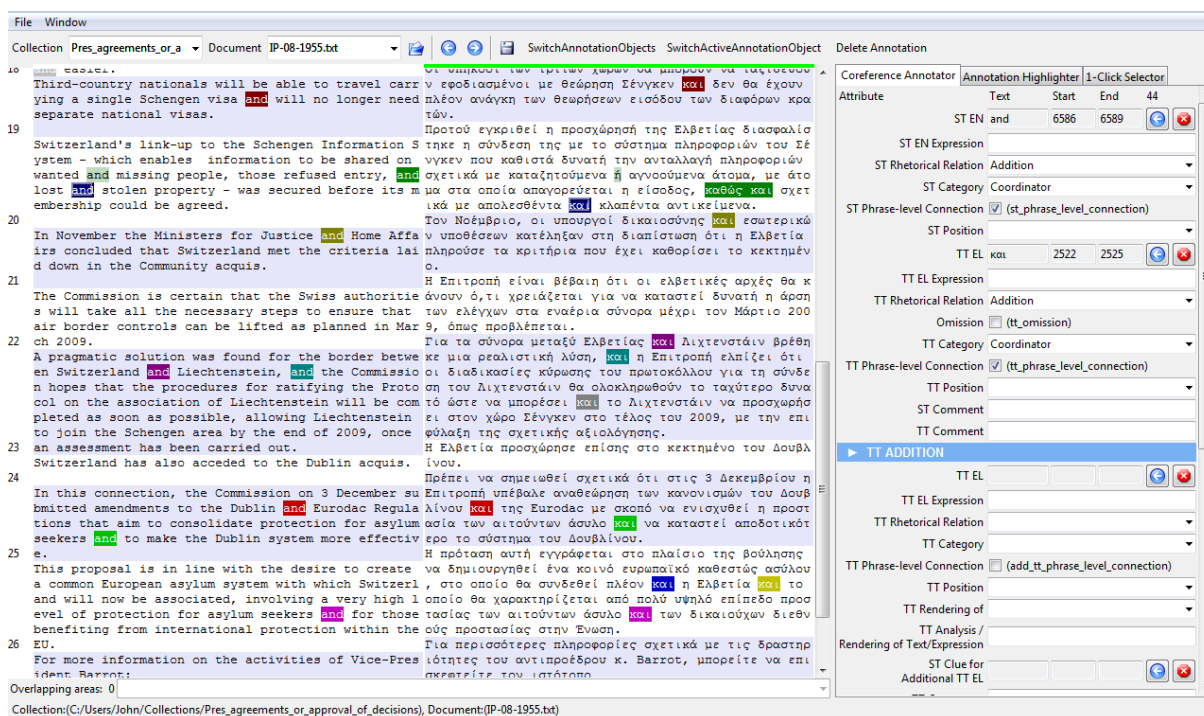 File Window
Collection Pres_agreements_or_a Document IP-08-1955.txt SwitchAnnotationObjects SwitchActiveAnnotationObject Delete Annotation
18 and easier.
Third-country nationals will be able to travel carr
ying a single Schengen visa and will no longer need
separate national visas.
19
Switzerland's link-up to the Schengen Information S
ystem - which enables information to be shared on
wanted and missing people, those refused entry, and
lost and stolen property - was secured before its m
embership could be agreed.
20
In November the Ministers for Justice and Home Affa
irs concluded that Switzerland met the criteria lai
d down in the Community acquis.
21
The Commission is certain that the Swiss authoritie
s will take all the necessary steps to ensure that
air border controls can be lifted as planned in Mar
22 ch 2009.
A pragmatic solution was found for the border betwe
en Switzerland and Liechtenstein, and the Commissio
n hopes that the procedures for ratifying the Proto
col on the association of Liechtenstein will be com
pleted as soon as possible, allowing Liechtenstein
to join the Schengen area by the end of 2009, once
23 an assessment has been carried out.
Switzerland has also acceded to the Dublin acquis.
24
In this connection, the Commission on 3 December su
bmitted amendments to the Dublin and Eurodac Regula
tions that aim to consolidate protection for asylum
seekers and to make the Dublin system more effectiv
25 e.
This proposal is in line with the desire to create
a common European asylum system with which Switzerl
and will now be associated, involving a very high l
evel of protection for asylum seekers and for those
benefiting from international protection within the
26 EU.
For more information on the activities of Vice-Pres
ident Barrot:
οι υπήκοοι των τρίτων χωρών θα μπορούν να ταξιδεύου
ν εφοδιασμένοι με θεώρηση Σένγκεν και δεν θα έχουν
πλέον ανάγκη των θεωρήσεων εισόδου των διαφόρων κρα
τών.
Προτού εγκριθεί η προσχώρησή της Ελβετίας διασφαλίσ
τηκε η σύνδεση της με το σύστημα πληροφοριών του Σέ
νγκεν που καθιστά δυνατή την ανταλλαγή πληροφοριών
σχετικά με καταζητούμενα ή αγνοούμενα άτομα, με άτο
μα στα οποία απαγορεύεται η είσοδος, καθώς και σχετ
ικά με απολεσθέντα και κλαπέντα αντικείμενα.
Τον Νοέμβριο, οι υπουργοί δικαιοσύνης και εσωτερικώ
ν υποθέσεων κατέληξαν στη διαπίστωση ότι η Ελβετία
πληρούσε τα κριτήρια που έχει καθορίσει το κεκτημέν
ο.
Η Επιτροπή είναι βέβαιη ότι οι ελβετικές αρχές θα κ
άνουν ό,τι χρειάζεται για να καταστεί δυνατή η άρση
των ελέγχων στα εναέρια σύνορα μέχρι τον Μάρτιο 200
9, όπως προβλέπεται.
Για τα σύνορα μεταξύ Ελβετίας και Λιχτενστάιν βρέθη
κε μια ρεαλιστική λύση, και η Επιτροπή ελπίζει ότι
οι διαδικασίες κύρωσης του πρωτοκόλλου για τη σύνδε
ση του Λιχτενστάιν θα ολοκληρωθούν το ταχύτερο δυνα
τό ώστε να μπορέσει και το Λιχτενστάιν να προσχωρήσ
ει στον χώρο Σένγκεν στο τέλος του 2009, με την επι
φύλαξη της σχετικής αξιολόγησης.
Η Ελβετία προσχώρησε επίσης στο κεκτημένο του Δουβλ
ίνου.
Πρέπει να σημειωθεί σχετικά ότι στις 3 Δεκεμβρίου η
Επιτροπή υπέβαλε αναθεώρηση των κανονισμών του Δουβ
λίνου και της Eurodac με σκοπό να ενισχυθεί η προστ
ασία των αιτούντων άσυλο και να καταστεί αποδοτικότ
ερο το σύστημα του Δουβλίνου.
Η πρόταση αυτή εγγράφεται στο πλαίσιο της βούλησης
να δημιουργηθεί ένα κοινό ευρωπαϊκό καθεστώς ασύλου
, στο οποίο θα συνδεθεί πλέον και η Ελβετία και το
οποίο θα χαρακτηρίζεται από πολύ υψηλό επίπεδο προσ
τασίας των αιτούντων άσυλο και των δικαιούχων διεθν
ούς προστασίας στην Ένωση.
Για περισσότερες πληροφορίες σχετικά με τις δραστηρ
ιότητες του αντιπροέδρου κ. Barrot, μπορείτε να επι
σκεφτείτε τον ιστότοπο
Coreference Annotator Annotation Highlighter 1-Click Selector
Attribute Text Start End 44
ST EN and 6586 6589
ST EN Expression
ST Rhetorical Relation Addition
ST Category Coordinator
ST Phrase-level Connection (st_phrase_level_connection)
ST Position
TT EL και 2522 2525
TT EL Expression
TT Rhetorical Relation Addition
Omission (tt_omission)
TT Category Coordinator
TT Phrase-level Connection (tt_phrase_level_connection)
TT Position
ST Comment
TT Comment
TT ADDITION
TT EL
TT EL Expression
TT Rhetorical Relation
TT Category
TT Phrase-level Connection (add_tt_phrase_level_connection)
TT Position
TT Rendering of
TT Analysis /
Rendering of Text/Expression
ST Clue for
Additional TT EL
Overlapping areas: 0
Collection:(C:/Users/John/Collections/Pres_agreements_or_approval_of_decisions), Document:(IP-08-1955.txt)